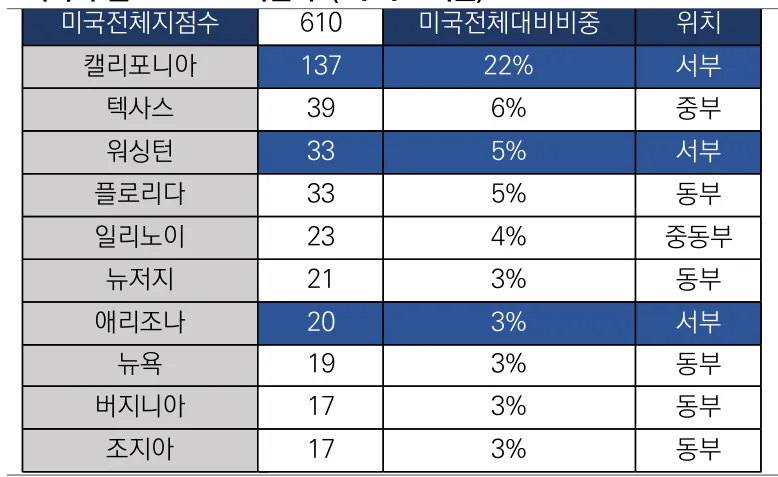 미국전체지점수 610 미국전체대비비중 위치
캘리포니아 137 22% 서부
텍사스 39 6% 중부
워싱턴 33 5% 서부
플로리다 33 5% 동부
일리노이 23 4% 중동부
뉴저지 21 3% 동부
애리조나 20 3% 서부
뉴욕 19 3% 동부
버지니아 17 3% 동부
조지아 17 3% 동부